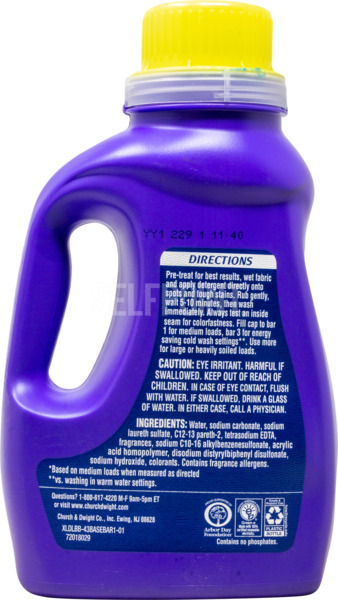 YY1 229 1 11:40
DIRECTIONS
Pre-treat for best results, wet fabric
and apply detergent directly onto
spots and tough stains. Rub gently,
wait 5-10 minutes, then wash
immediately. Always test an inside
seam for colorfastness. Fill cap to bar
1 for medium loads, bar 3 for energy
saving cold wash settings**. Use more
for large or heavily soiled loads.
CAUTION: EYE IRRITANT. HARMFUL IF
SWALLOWED. KEEP OUT OF REACH OF
CHILDREN. IN CASE OF EYE CONTACT, FLUSH
WITH WATER. IF SWALLOWED, DRINK A GLASS
OF WATER. IN EITHER CASE, CALL A PHYSICIAN.
INGREDIENTS: Water, sodium carbonate, sodium
laureth sulfate, C12-13 pareth-2, tetrasodium EDTA,
fragrances, sodium C10-16 alkylbenzenesulfonate, acrylic
acid homopolymer, disodium distyrylbiphenyl disulfonate,
sodium hydroxide, colorants. Contains fragrance allergens.
*Based on medium loads when measured as directed
**vs. washing in warm water settings.
Questions? 1-800-917-4220 M-F 9am-5pm ET
or visit www.churchdwight.com
Church & Dwight Co., Inc. Ewing, NJ 08628
XLDLBB-43BASEBAR1-01
72018029
Arbor Day
Foundation
PLASTIC
BOTTLE
Contains no phosphates.